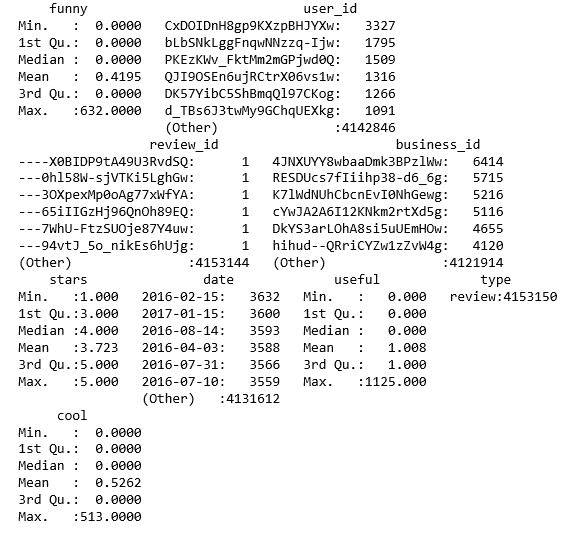 funny user_id
Min. : 0.0000 CxDOIDnH8gp9KXzpBHJYXw: 3327
1st Qu.: 0.0000 bLbSNkLggFnqwNNzzq-Ijw: 1795
Median : 0.0000 PKEzKWv_FktMm2mGPjwd0Q: 1509
Mean : 0.4195 QJI9OSEn6ujRCtrX06vs1w: 1316
3rd Qu.: 0.0000 DK57YibC5ShBmqQl97CKog: 1266
Max. :632.0000 d_TBs6J3twMy9GChqUEXkg: 1091
(Other) :4142846
review_id business_id
----X0BIDP9tA49U3RvdSQ: 1 4JNXUYY8wbaaDmk3BPzlWw: 6414
---0hl58W-sjVTKi5LghGw: 1 RESDUcs7fIiihp38-d6_6g: 5715
---3OXpexMp0oAg77xWfYA: 1 K7lWdNUhCbcnEvI0NhGewg: 5216
---65iIIGzHj96QnOh89EQ: 1 cYwJA2A6I12KNkm2rtXd5g: 5116
---7WhU-FtzSUOje87Y4uw: 1 DkYS3arLOhA8si5uUEmHOw: 4655
---94vtJ_5o_nikEs6hUjg: 1 hihud--QRriCYZw1zZvW4g: 4120
(Other) :4153144 (Other) :4121914
stars date useful type
Min. :1.000 2016-02-15: 3632 Min. : 0.000 review:4153150
1st Qu.:3.000 2017-01-15: 3600 1st Qu.: 0.000
Median :4.000 2016-08-14: 3593 Median : 0.000
Mean :3.723 2016-04-03: 3588 Mean : 1.008
3rd Qu.:5.000 2016-07-31: 3566 3rd Qu.: 1.000
Max. :5.000 2016-07-10: 3559 Max. :1125.000
(Other) :4131612
cool
Min. : 0.0000
1st Qu.: 0.0000
Median : 0.0000
Mean : 0.5262
3rd Qu.: 0.0000
Max. :513.0000